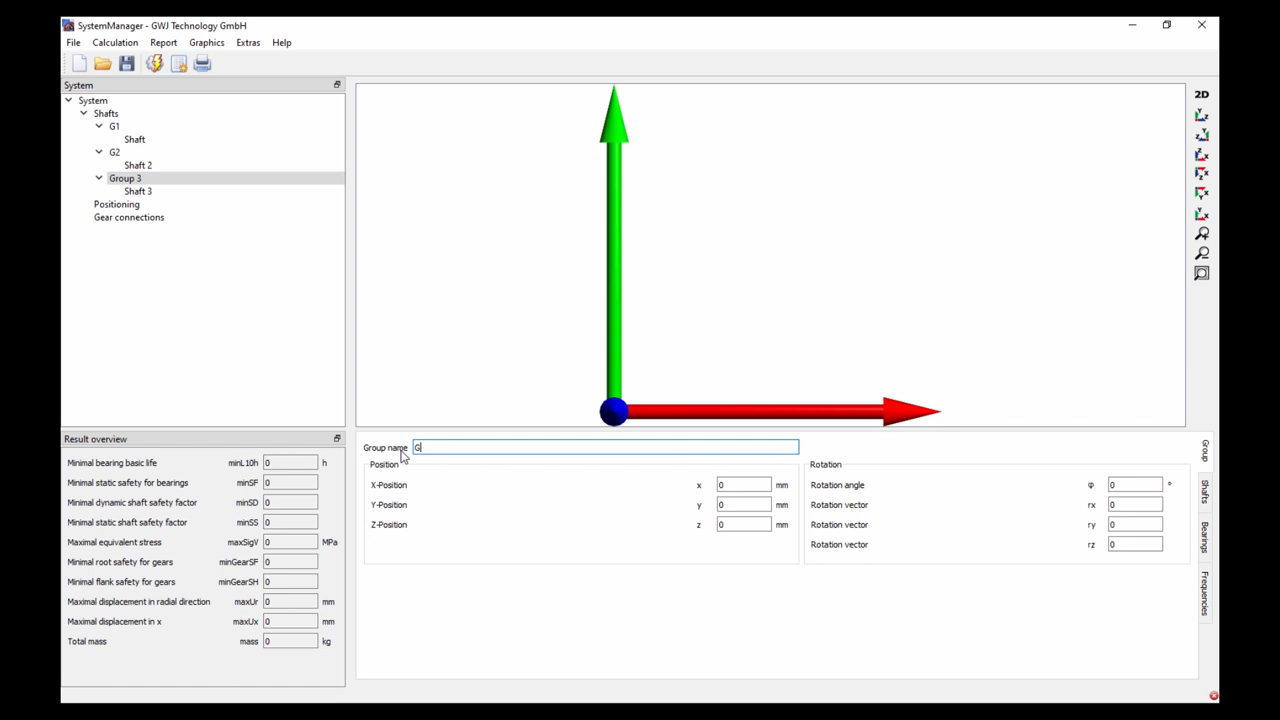 SystemManager - GWJ Technology GmbH
File Calculation Report Graphics Extras Help
System
System
Shafts
G1
Shaft
G2
Shaft 2
Group 3
Shaft 3
Positioning
Gear connections
2D
Result overview
Minimal bearing basic life minL10h 0 h
Minimal static safety for bearings minSF 0
Minimal dynamic shaft safety factor minSD 0
Minimal static shaft safety factor minSS 0
Maximal equivalent stress maxSigV 0 MPa
Minimal root safety for gears minGearSF 0
Minimal flank safety for gears minGearSH 0
Maximal displacement in radial direction maxUr 0 mm
Maximal displacement in x maxUx 0 mm
Total mass mass 0 kg
Group name G
Position
X-Position x 0 mm
Y-Position y 0 mm
Z-Position z 0 mm
Rotation
Rotation angle φ 0 °
Rotation vector rx 0
Rotation vector ry 0
Rotation vector rz 0
Group
Shafts
Bearings
Frequencies